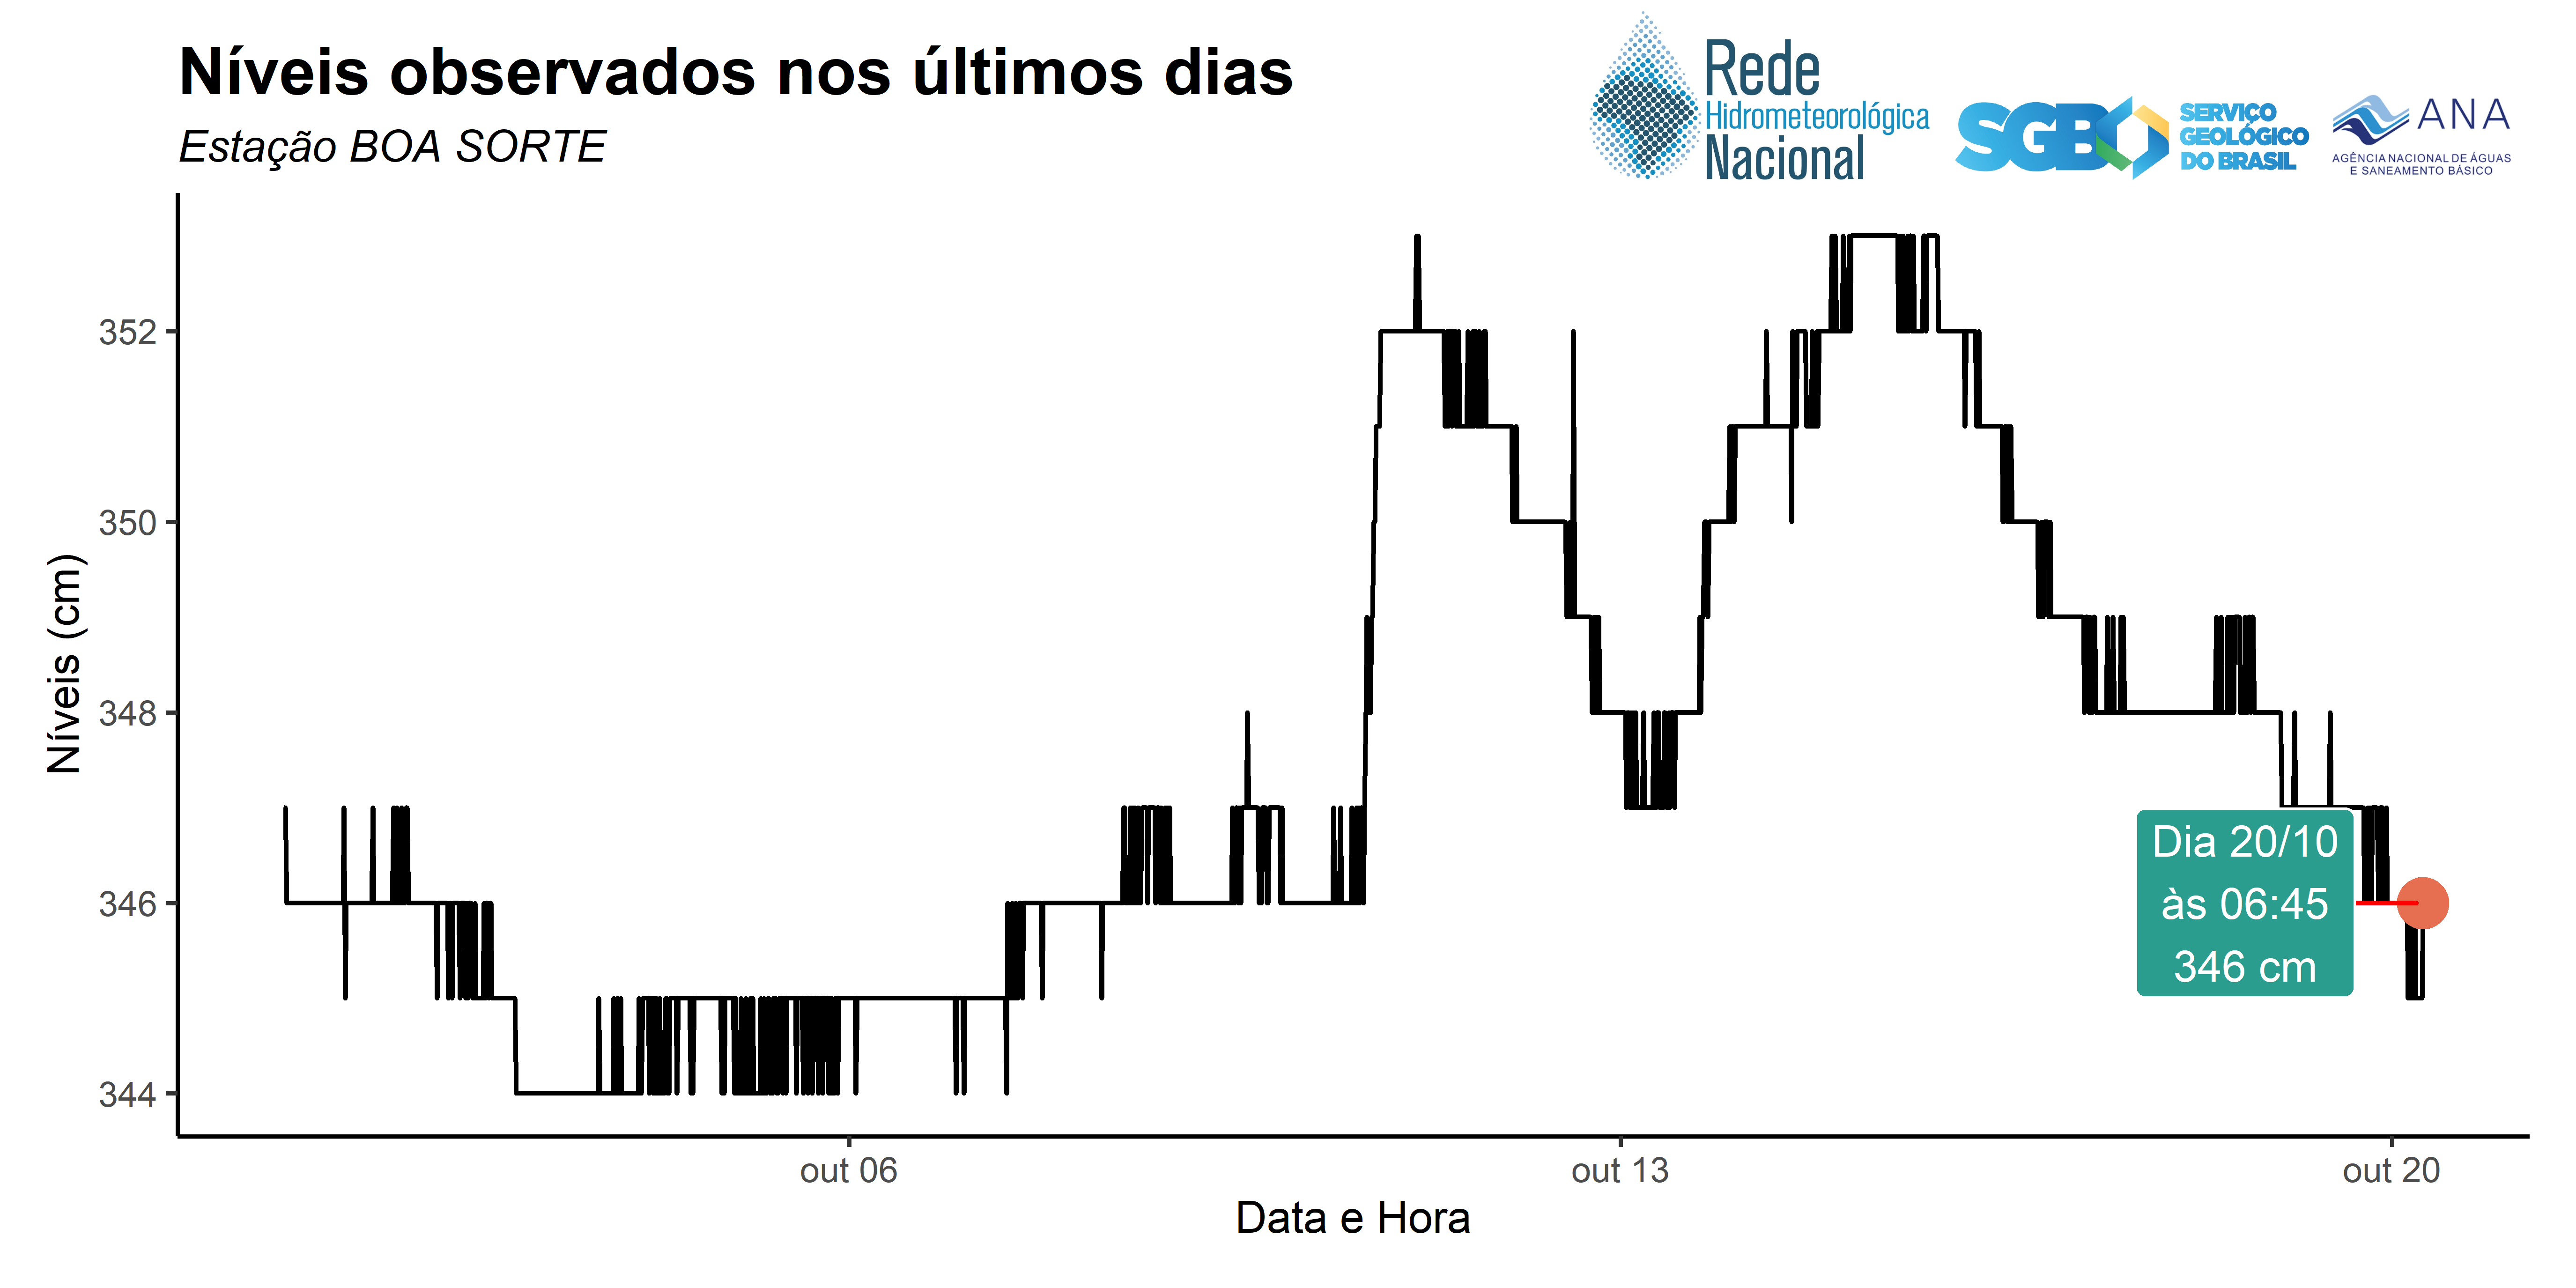 Níveis observados nos últimos dias
Estação BOA SORTE
Rede
Hidrometeorológica
Nacional
SGB
SERVIÇO
GEOLÓGICO
DO BRASIL
ANA
AGÊNCIA NACIONAL DE ÁGUAS
E SANEAMENTO BÁSICO
Níveis (cm)
352
350
348
346
344
Dia 20/10
às 06:45
346 cm
out 06
out 13
out 20
Data e Hora